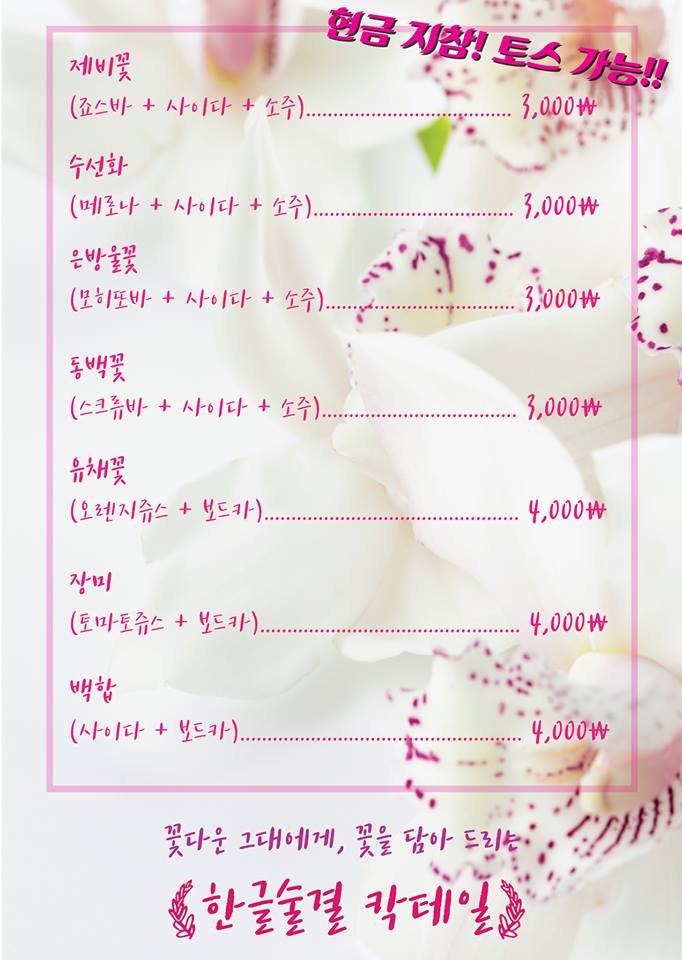 현금 지참! 토스 가능!!
제비꽃
(죠스바 + 사이다 + 소주)....................................... 3,000₩
수선화
(메로나 + 사이다 + 소주)...................................... 3,000₩
은방울꽃
(모히또바 + 사이다 + 소주).................................... 3,000₩
동백꽃
(스크류바 + 사이다 + 소주)..................................... 3,000₩
유채꽃
(오렌지쥬스 + 보드카)................................................ 4,000₩
장미
(토마토쥬스 + 보드카)................................................. 4,000₩
백합
(사이다 + 보드카)..................................................... 4,000₩
꽃다운 그대에게, 꽃을 담아 드리는
한글술결 칵테일